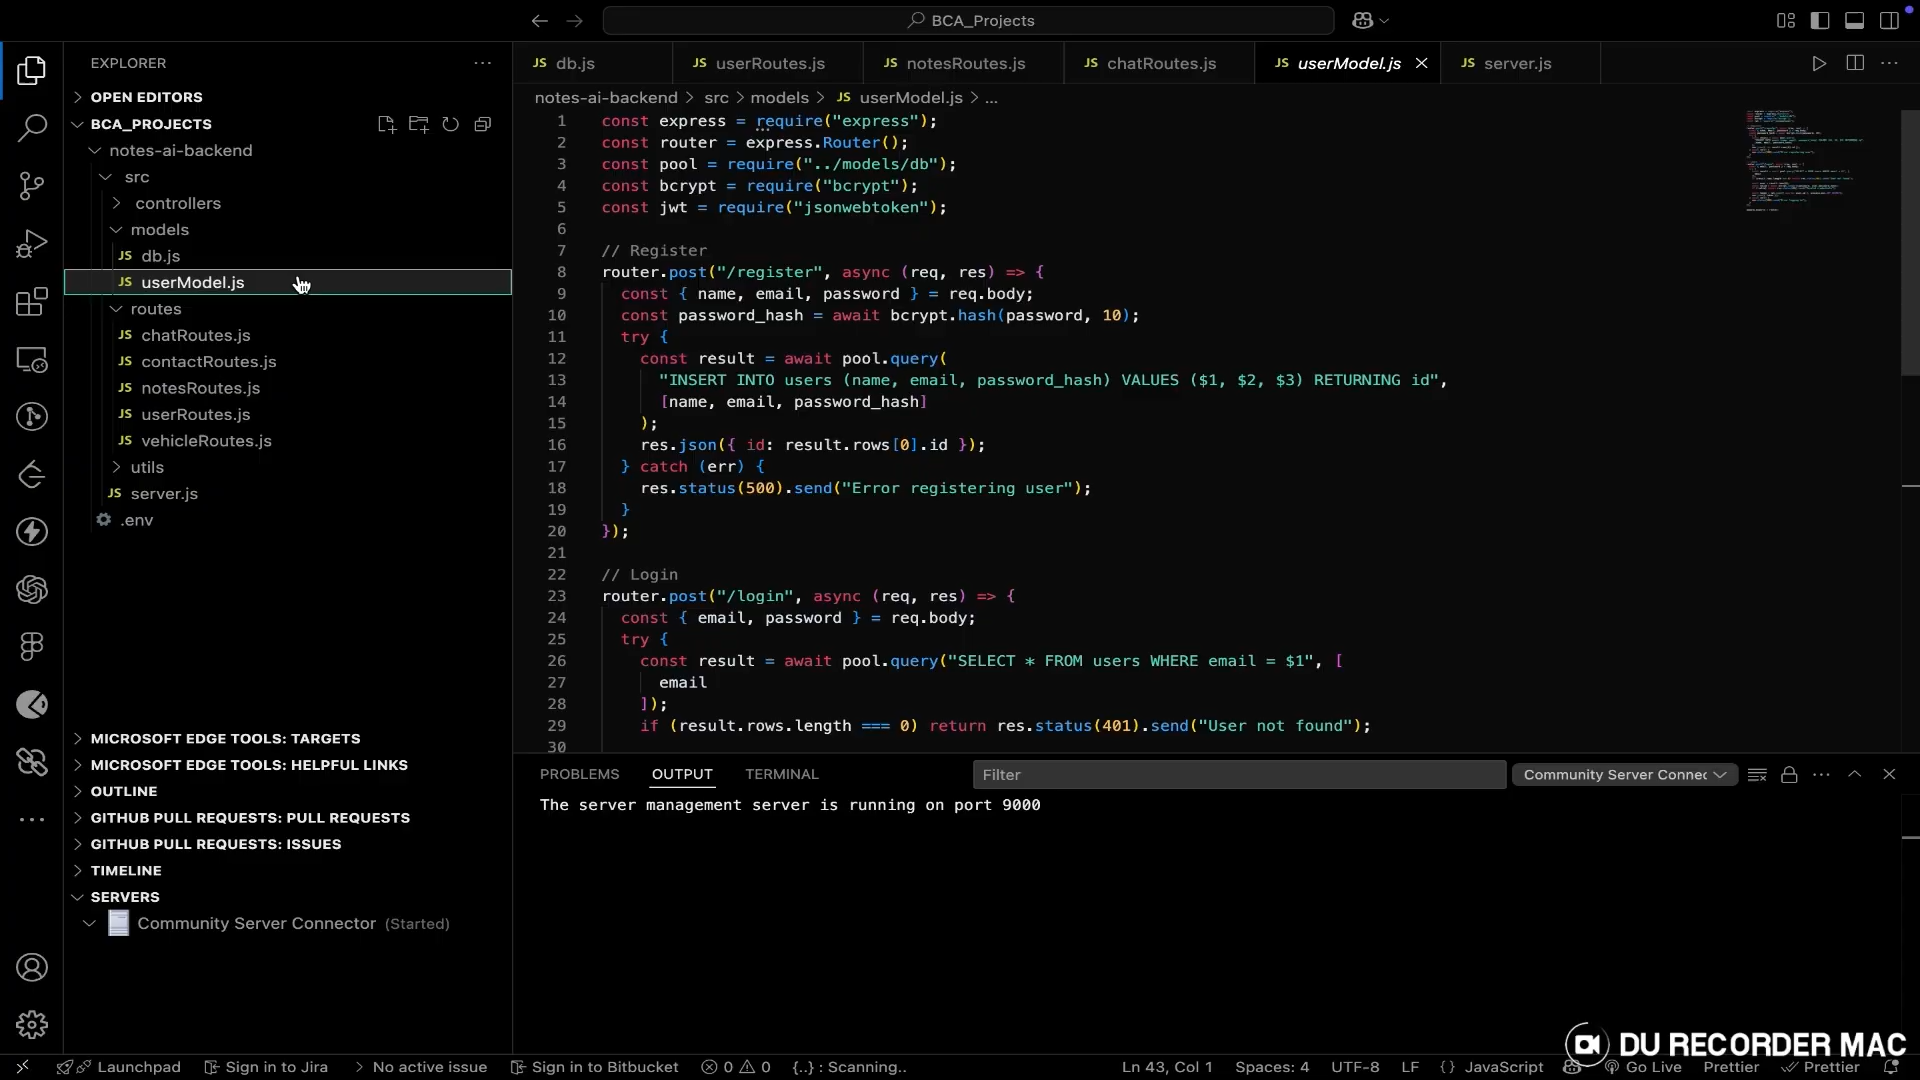 BCA_Projects
EXPLORER
OPEN EDITORS
BCA_PROJECTS
notes-ai-backend
src
controllers
models
JS db.js
JS userModel.js
routes
JS chatRoutes.js
JS contactRoutes.js
JS notesRoutes.js
JS userRoutes.js
JS vehicleRoutes.js
utils
JS server.js
.env
MICROSOFT EDGE TOOLS: TARGETS
MICROSOFT EDGE TOOLS: HELPFUL LINKS
OUTLINE
GITHUB PULL REQUESTS: PULL REQUESTS
GITHUB PULL REQUESTS: ISSUES
TIMELINE
SERVERS
Community Server Connector (Started)
JS db.js JS userRoutes.js JS notesRoutes.js JS chatRoutes.js JS userModel.js JS server.js
notes-ai-backend > src > models > JS userModel.js > ...
1 const express = require("express");
2 const router = express.Router();
3 const pool = require("../models/db");
4 const bcrypt = require("bcrypt");
5 const jwt = require("jsonwebtoken");
6
7 // Register
8 router.post("/register", async (req, res) => {
9 const { name, email, password } = req.body;
10 const password_hash = await bcrypt.hash(password, 10);
11 try {
12 const result = await pool.query(
13 "INSERT INTO users (name, email, password_hash) VALUES ($1, $2, $3) RETURNING id",
14 [name, email, password_hash]
15 );
16 res.json({ id: result.rows[0].id });
17 } catch (err) {
18 res.status(500).send("Error registering user");
19 }
20 });
21
22 // Login
23 router.post("/login", async (req, res) => {
24 const { email, password } = req.body;
25 try {
26 const result = await pool.query("SELECT * FROM users WHERE email = $1", [
27 email
28 ]);
29 if (result.rows.length === 0) return res.status(401).send("User not found");
30
PROBLEMS OUTPUT TERMINAL Filter Community Server Connec
The server management server is running on port 9000
DU RECORDER MAC
Launchpad Sign in to Jira > No active issue Sign in to Bitbucket 0 0 {..} : Scanning.. Ln 43, Col 1 Spaces: 4 UTF-8 LF {} JavaScript Go Live Prettier Prettier